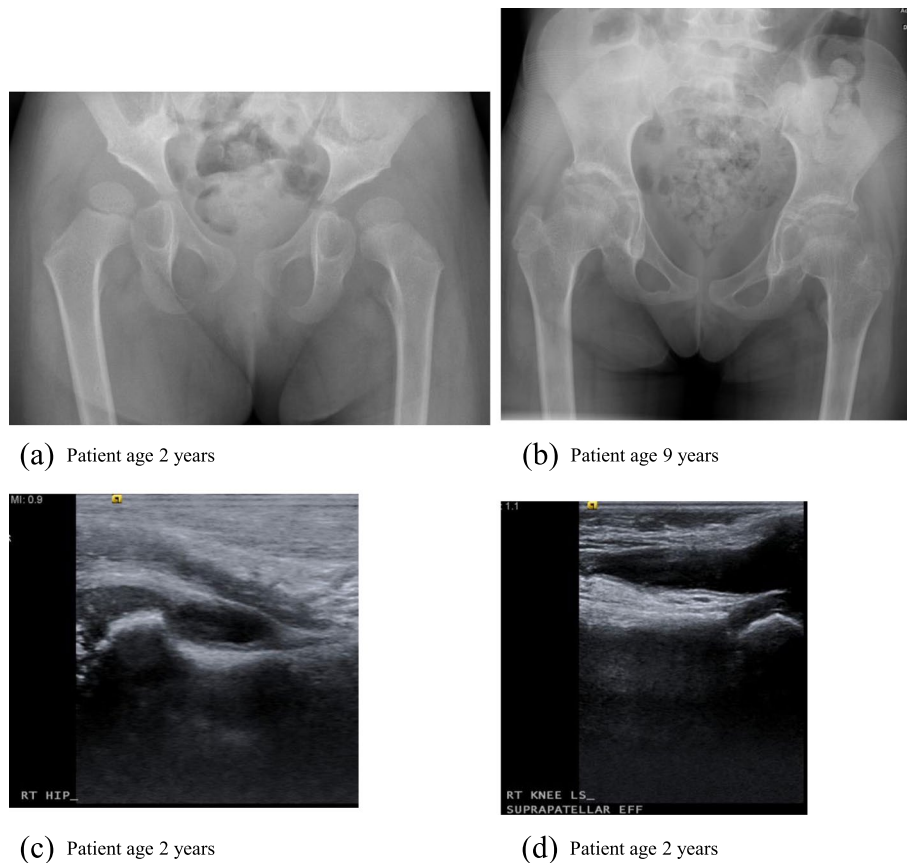 (a) Patient age 2 years
(b) Patient age 9 years
MI: 0.9
: 1.1
RT HIP_
RT KNEE LS_
SUPRAPATELLAR EFF
(c) Patient age 2 years
(d) Patient age 2 years